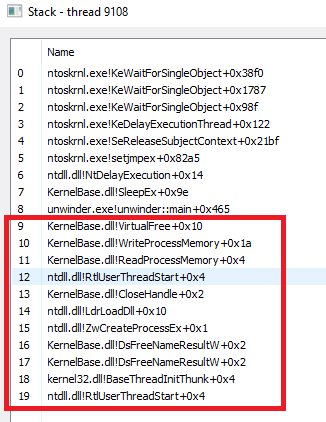 Stack - thread 9108
Name
0 ntoskrnl.exe!KeWaitForSingleObject+0x38f0
1 ntoskrnl.exe!KeWaitForSingleObject+0x1787
2 ntoskrnl.exe!KeWaitForSingleObject+0x98f
3 ntoskrnl.exe!KeDelayExecutionThread+0x122
4 ntoskrnl.exe!SeReleaseSubjectContext+0x21bf
5 ntoskrnl.exe!setjmpex+0x82a5
6 ntdll.dll!NtDelayExecution+0x14
7 KernelBase.dll!SleepEx+0x9e
8 unwinder.exe!unwinder::main+0x465
9 KernelBase.dll!VirtualFree+0x10
10 KernelBase.dll!WriteProcessMemory+0x1a
11 KernelBase.dll!ReadProcessMemory+0x4
12 ntdll.dll!RtlUserThreadStart+0x4
13 KernelBase.dll!CloseHandle+0x2
14 ntdll.dll!LdrLoadDll+0x10
15 ntdll.dll!ZwCreateProcessEx+0x1
16 KernelBase.dll!DsFreeNameResultW+0x2
17 KernelBase.dll!DsFreeNameResultW+0x2
18 kernel32.dll!BaseThreadInitThunk+0x4
19 ntdll.dll!RtlUserThreadStart+0x4